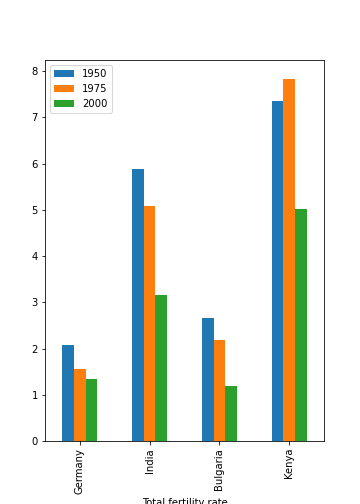 1950
1975
2000
8
7
6
5
4
3
2
1
0
Germany
India
Bulgaria
Kenya
Total fertility rate